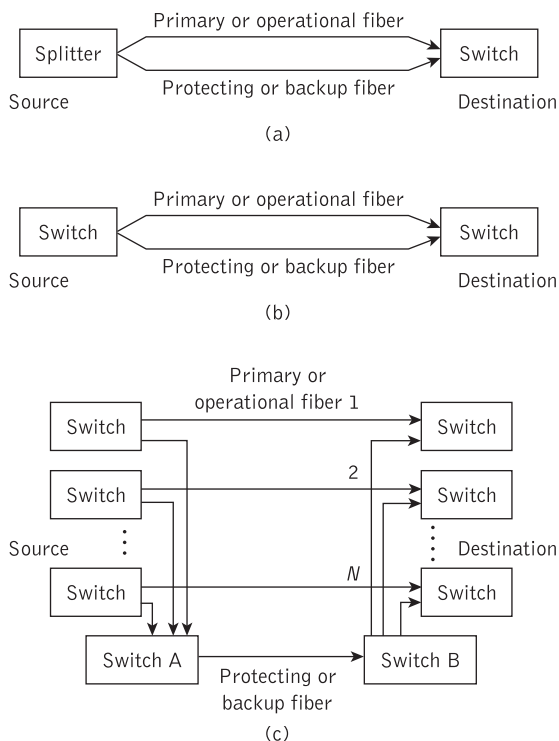 Primary or operational fiber
Splitter
Switch
Protecting or backup fiber
Source
Destination
(a)
Primary or operational fiber
Switch
Switch
Protecting or backup fiber
Source
Destination
(b)
Primary or
operational fiber 1
Switch
Switch
2
Switch
Switch
Source
Destination
N
Switch
Switch
Switch A
Switch B
Protecting or
backup fiber
(c)